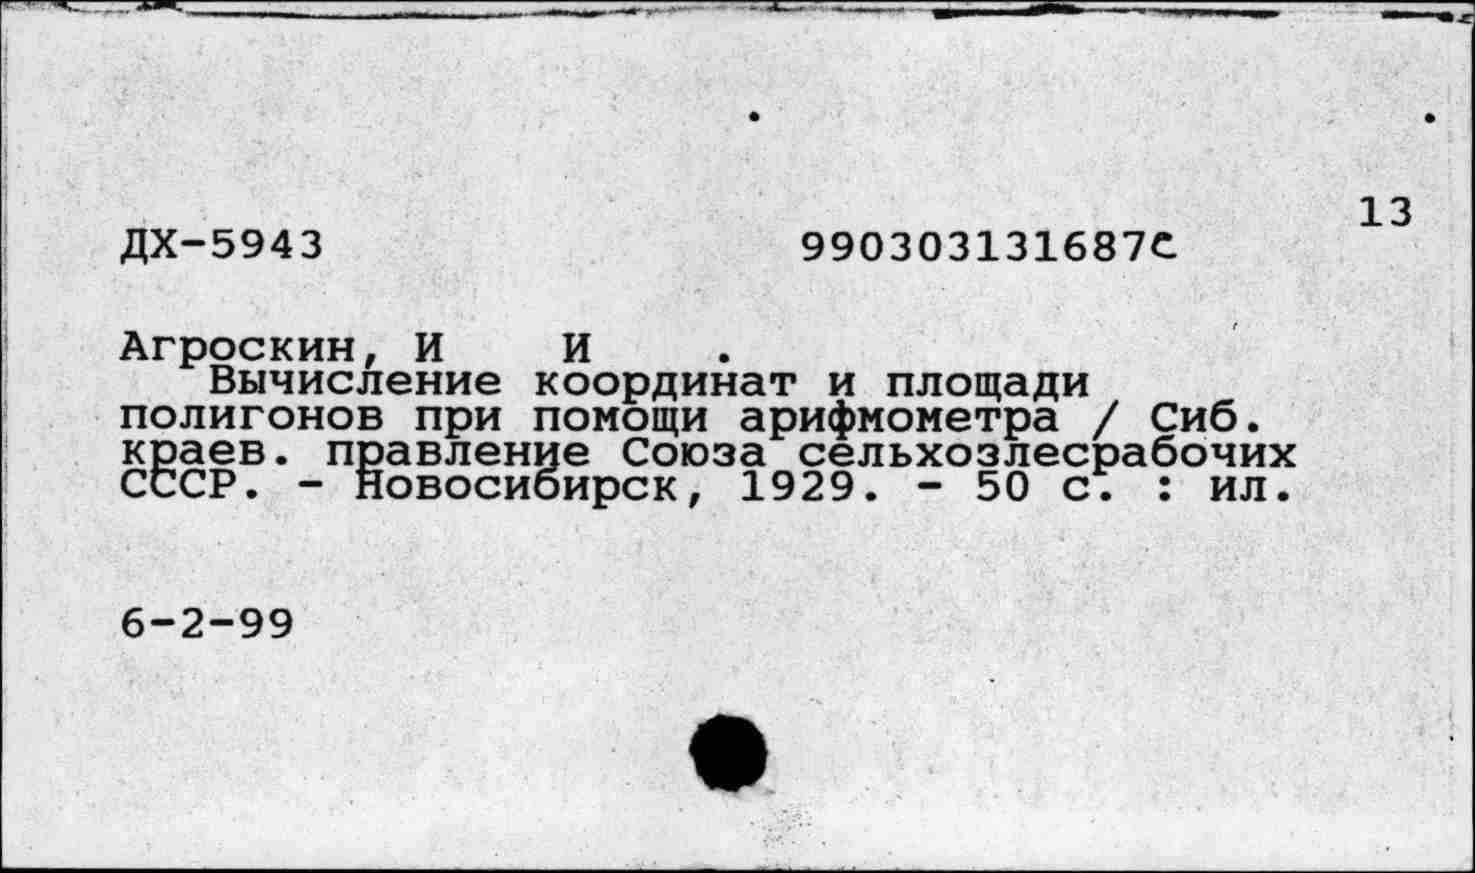 13
ДХ-5943 990303131687С
Агроскин, И И .
Вычисление координат и площади
полигонов при помощи арифмометра / Сиб.
краев. правление Союза сельхозлесрабочих
СССР. - Новосибирск, 1929. - 50 с. : ил.
6-2-99